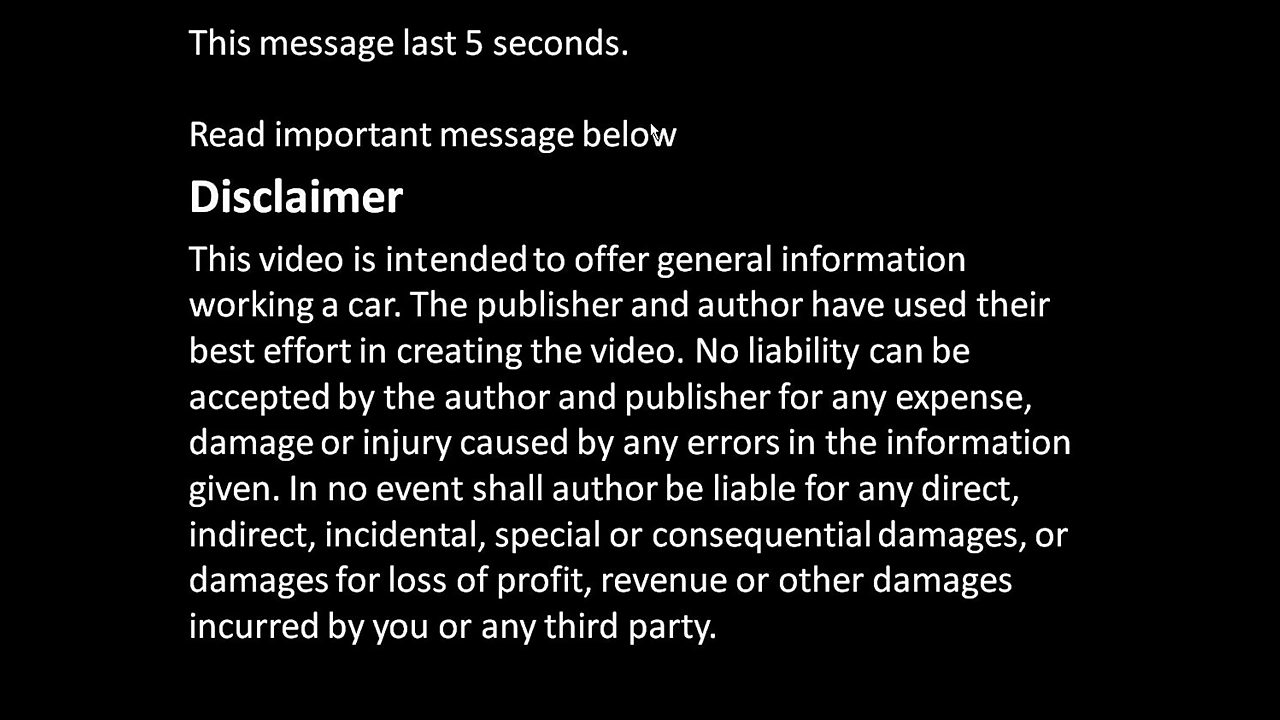 This message last 5 seconds.
Read important message below
Disclaimer
This video is intended to offer general information
working a car. The publisher and author have used their
best effort in creating the video. No liability can be
accepted by the author and publisher for any expense,
damage or injury caused by any errors in the information
given. In no event shall author be liable for any direct,
indirect, incidental, special or consequential damages, or
damages for loss of profit, revenue or other damages
incurred by you or any third party.